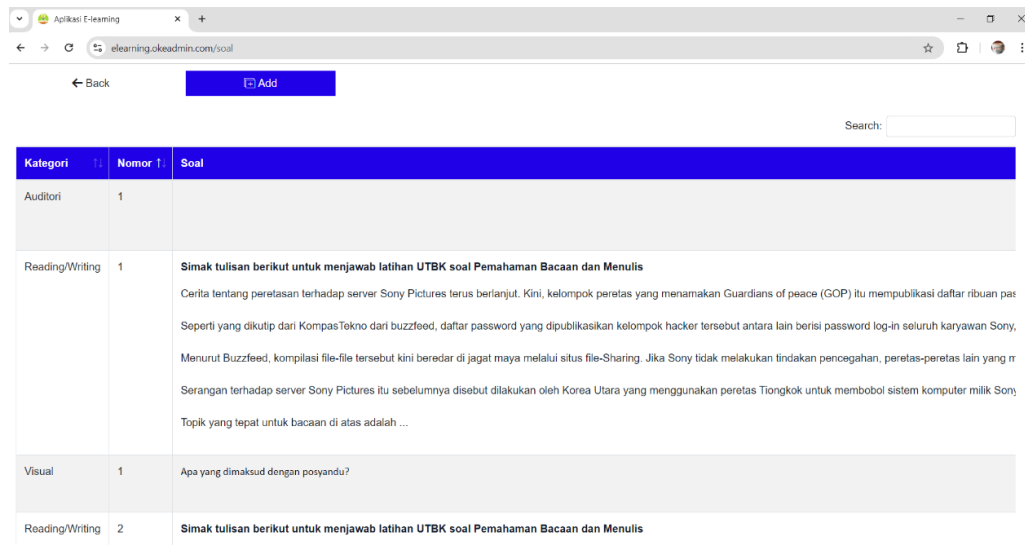 Aplikasi E-learning
elearning.okeadmin.com/soal
Back
Add
Search:
Kategori Nomor Soal
Auditori 1
Reading/Writing 1 Simak tulisan berikut untuk menjawab latihan UTBK soal Pemahaman Bacaan dan Menulis
Cerita tentang peretasan terhadap server Sony Pictures terus berlanjut. Kini, kelompok peretas yang menamakan Guardians of peace (GOP) itu mempublikasi daftar ribuan pas
Seperti yang dikutip dari KompasTekno dari buzzfeed, daftar password yang dipublikasikan kelompok hacker tersebut antara lain berisi password log-in seluruh karyawan Sony,
Menurut Buzzfeed, kompilasi file-file tersebut kini beredar di jagat maya melalui situs file-Sharing. Jika Sony tidak melakukan tindakan pencegahan, peretas-peretas lain yang m
Serangan terhadap server Sony Pictures itu sebelumnya disebut dilakukan oleh Korea Utara yang menggunakan peretas Tiongkok untuk membobol sistem komputer milik Sony
Topik yang tepat untuk bacaan di atas adalah ...
Visual 1 Apa yang dimaksud dengan posyandu?
Reading/Writing 2 Simak tulisan berikut untuk menjawab latihan UTBK soal Pemahaman Bacaan dan Menulis